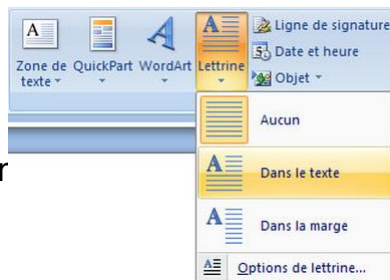 Zone de texte
QuickPart
WordArt
Lettrine
Ligne de signature
Date et heure
Objet
Aucun
Dans le texte
Dans la marge
Options de lettrine...